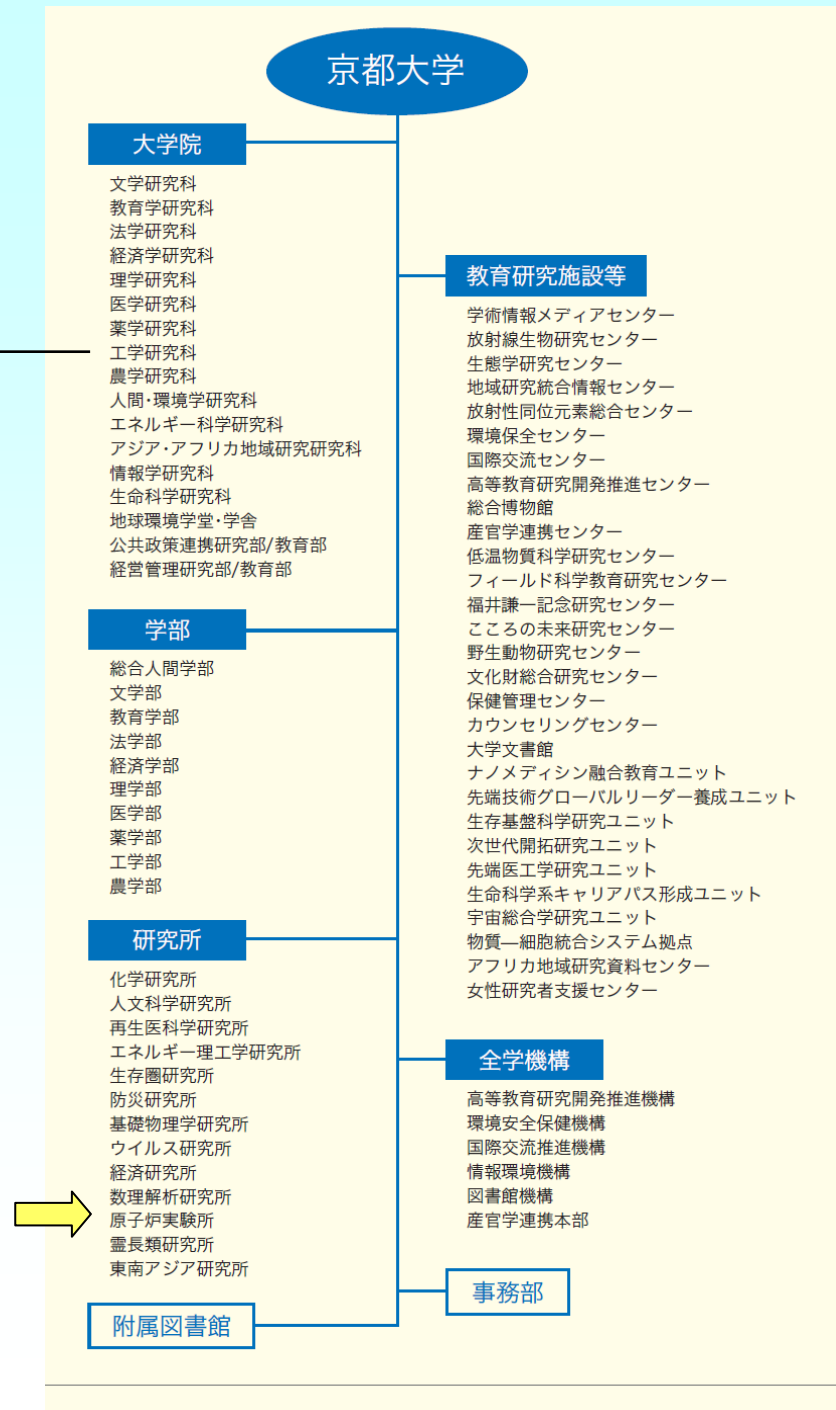 京都大学
大学院
文学研究科
教育学研究科
法学研究科
経済学研究科
理学研究科
医学研究科
薬学研究科
工学研究科
農学研究科
人間・環境学研究科
エネルギー科学研究科
アジア・アフリカ地域研究研究科
情報学研究科
生命科学研究科
地球環境学堂・学舎
公共政策連携研究部/教育部
経営管理研究部/教育部
学部
総合人間学部
文学部
教育学部
法学部
経済学部
理学部
医学部
薬学部
工学部
農学部
研究所
化学研究所
人文科学研究所
再生医科学研究所
エネルギー理工学研究所
生存圏研究所
防災研究所
基礎物理学研究所
ウイルス研究所
経済研究所
数理解析研究所
原子炉実験所
霊長類研究所
東南アジア研究所
附属図書館
教育研究施設等
学術情報メディアセンター
放射線生物研究センター
生態学研究センター
地域研究統合情報センター
放射性同位元素総合センター
環境保全センター
国際交流センター
高等教育研究開発推進センター
総合博物館
産官学連携センター
低温物質科学研究センター
フィールド科学教育研究センター
福井謙一記念研究センター
こころの未来研究センター
野生動物研究センター
文化財総合研究センター
保健管理センター
カウンセリングセンター
大学文書館
ナノメディシン融合教育ユニット
先端技術グローバルリーダー養成ユニット
生存基盤科学研究ユニット
次世代開拓研究ユニット
先端医工学研究ユニット
生命科学系キャリアパス形成ユニット
宇宙総合学研究ユニット
物質―細胞統合システム拠点
アフリカ地域研究資料センター
女性研究者支援センター
全学機構
高等教育研究開発推進機構
環境安全保健機構
国際交流推進機構
情報環境機構
図書館機構
産官学連携本部
事務部